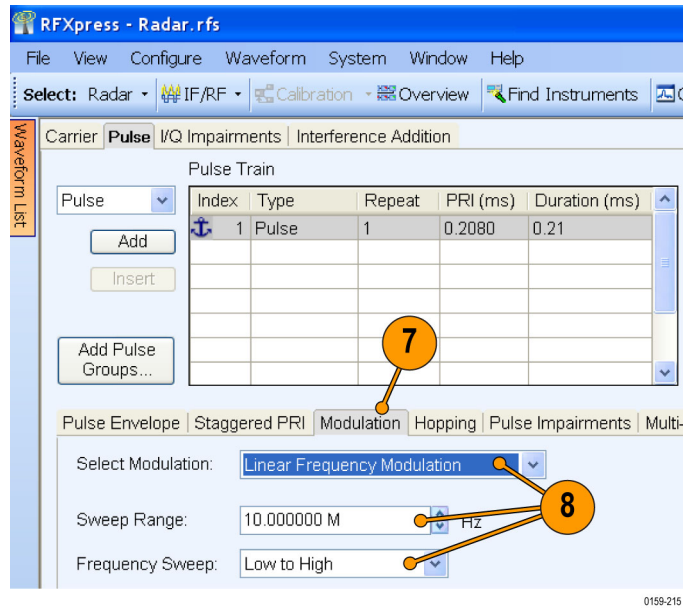 RFXpress - Radar.rfs
File View Configure Waveform System Window Help
Select: Radar IF/RF Calibration Overview Find Instruments
Waveform List
Carrier Pulse I/Q Impairments Interference Addition
Pulse Train
Pulse
Index Type Repeat PRI (ms) Duration (ms)
1 Pulse 1 0.2080 0.21
Add
Insert
Add Pulse
Groups...
7
Pulse Envelope Staggered PRI Modulation Hopping Pulse Impairments Multi-
Select Modulation: Linear Frequency Modulation
8
Sweep Range: 10.000000 M Hz
Frequency Sweep: Low to High
0159-215